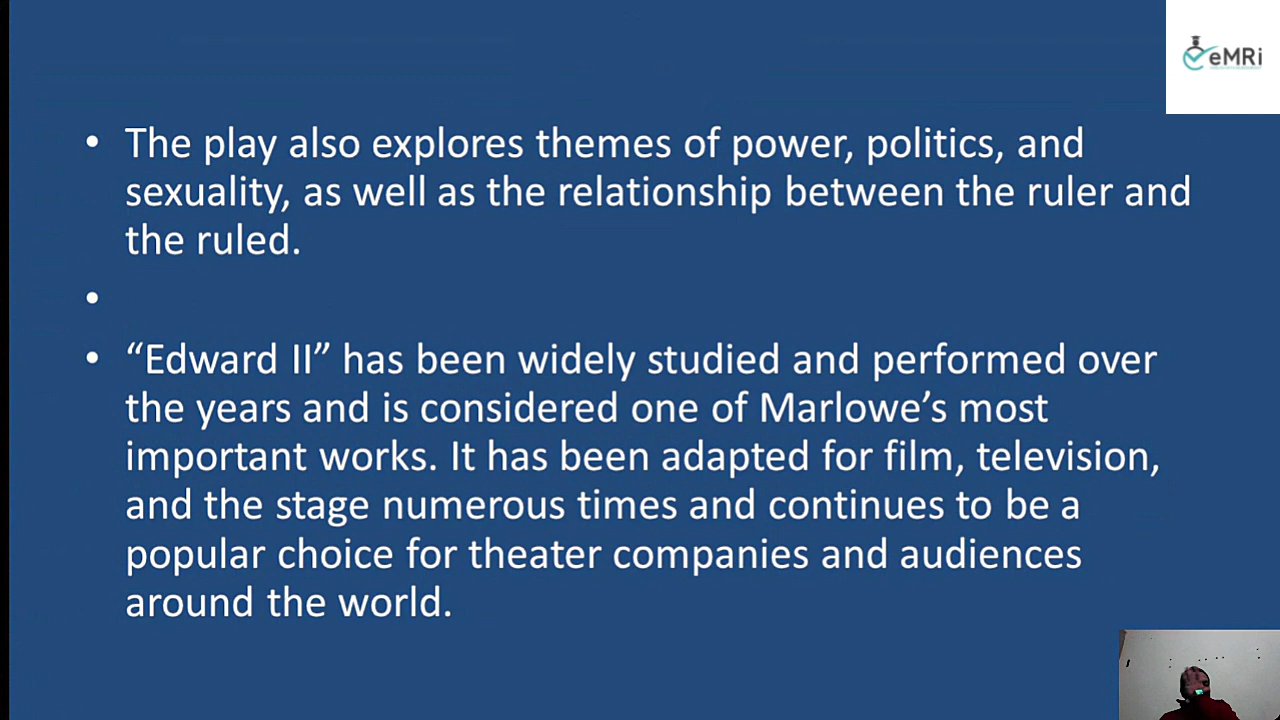 eMRi
• The play also explores themes of power, politics, and
sexuality, as well as the relationship between the ruler and
the ruled.
•
• “Edward II” has been widely studied and performed over
the years and is considered one of Marlowe’s most
important works. It has been adapted for film, television,
and the stage numerous times and continues to be a
popular choice for theater companies and audiences
around the world.